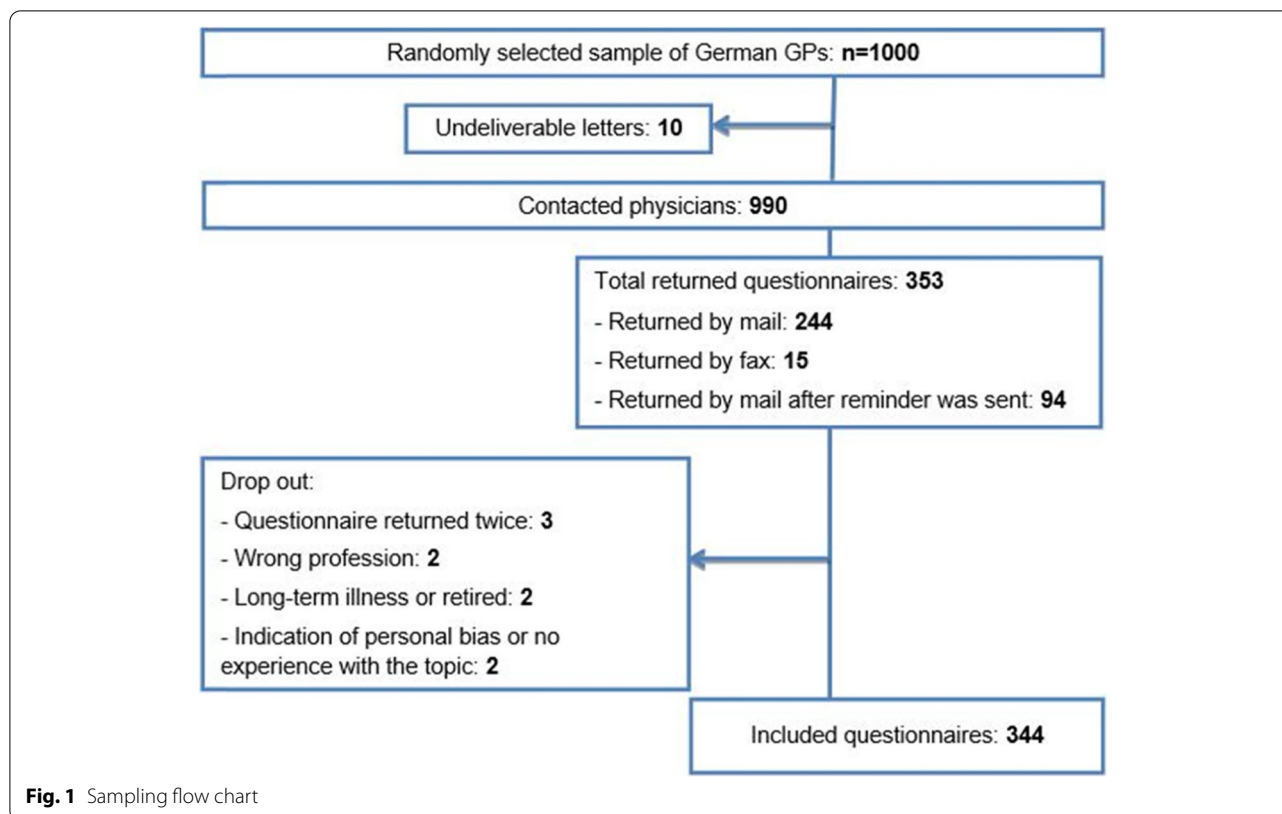 Randomly selected sample of German GPs: n=1000
Undeliverable letters: 10
Contacted physicians: 990
Total returned questionnaires: 353
- Returned by mail: 244
- Returned by fax: 15
- Returned by mail after reminder was sent: 94
Drop out:
- Questionnaire returned twice: 3
- Wrong profession: 2
- Long-term illness or retired: 2
- Indication of personal bias or no
experience with the topic: 2
Included questionnaires: 344
Fig. 1 Sampling flow chart